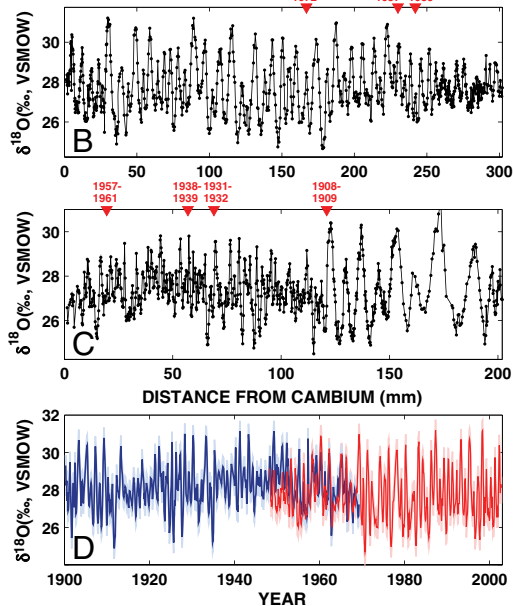 δ18O(‰, VSMOW)
30
28
26
B
0 50 100 150 200 250 300
1957-1961
1938-1939
1931-1932
1908-1909
δ18O(‰, VSMOW)
30
28
26
C
0 50 100 150 200
DISTANCE FROM CAMBIUM (mm)
δ18O(‰, VSMOW)
32
30
28
26
D
1900 1920 1940 1960 1980 2000
YEAR